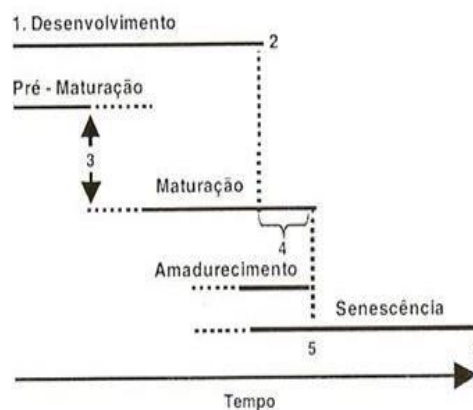 1. Desenvolvimento
2
Pré - Maturação
3
Maturação
4
Amadurecimento
Senescência
5
Tempo